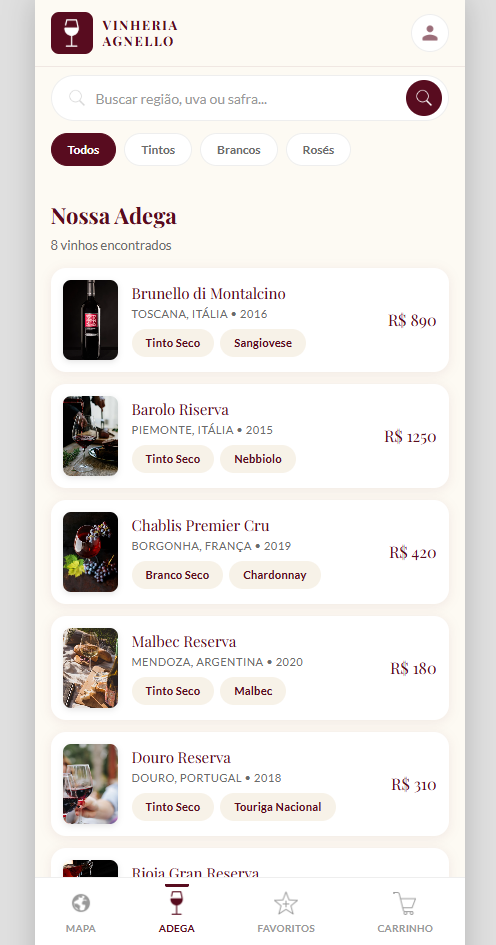 VINHERIA
AGNELLO
Buscar região, uva ou safra...
Todos
Tintos
Brancos
Rosés
Nossa Adega
8 vinhos encontrados
Brunello di Montalcino
TOSCANA, ITÁLIA • 2016
Tinto Seco
Sangiovese
R$ 890
Barolo Riserva
PIEMONTE, ITÁLIA • 2015
Tinto Seco
Nebbiolo
R$ 1250
Chablis Premier Cru
BORGONHA, FRANÇA • 2019
Branco Seco
Chardonnay
R$ 420
Malbec Reserva
MENDOZA, ARGENTINA • 2020
Tinto Seco
Malbec
R$ 180
Douro Reserva
DOURO, PORTUGAL • 2018
Tinto Seco
Touriga Nacional
R$ 310
Rioja Gran Reserva
MAPA
ADEGA
FAVORITOS
CARRINHO